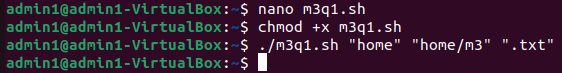 admin1@admin1-VirtualBox:~$ nano m3q1.sh
admin1@admin1-VirtualBox:~$ chmod +x m3q1.sh
admin1@admin1-VirtualBox:~$ ./m3q1.sh "home" "home/m3" ".txt"
admin1@admin1-VirtualBox:~$